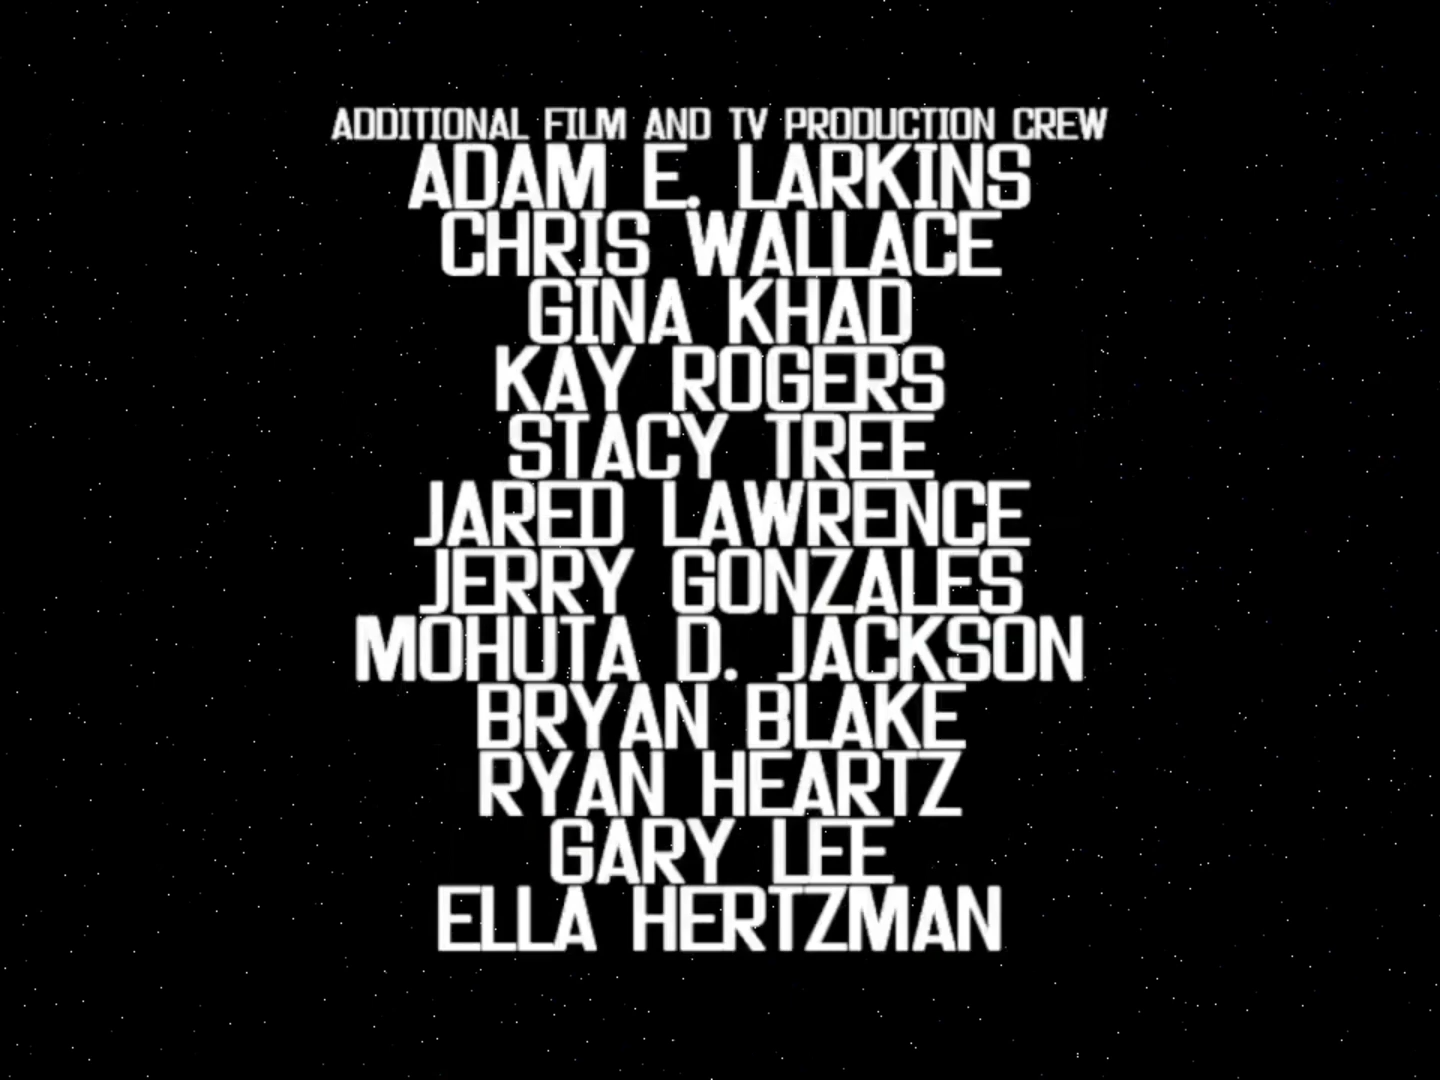 ADDITIONAL FILM AND TV PRODUCTION CREW
ADAM E. LARKINS
CHRIS WALLACE
GINA KHAD
KAY ROGERS
STACY TREE
JARED LAWRENCE
JERRY GONZALES
MOHUTA D. JACKSON
BRYAN BLAKE
RYAN HEARTZ
GARY LEE
ELLA HERTZMAN